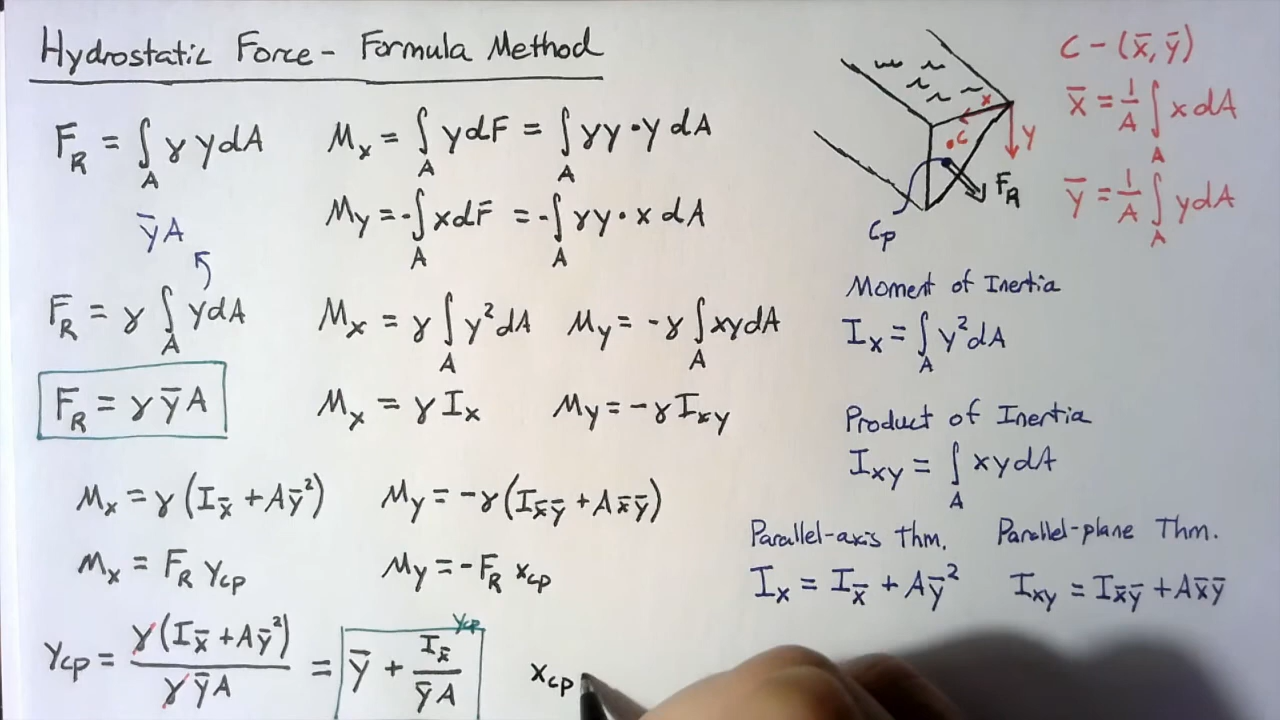 Hydrostatic Force - Formula Method
F_R = ∫_A γ y dA
M_x = ∫_A y dF = ∫_A γy · y dA
M_y = -∫_A x dF = -∫_A γy · x dA
ȳA
F_R = γ ∫_A y dA
M_x = γ ∫_A y² dA
M_y = -γ ∫_A xy dA
F_R = γ ȳ A
M_x = γ I_x
M_y = -γ I_xy
M_x = γ (I_x̄ + Aȳ²)
M_y = -γ (I_x̄ȳ + Ax̄ȳ)
M_x = F_R y_cp
M_y = -F_R x_cp
y_cp = γ(I_x̄ + Aȳ²) / γȳA = ȳ + I_x̄ / ȳA
y_cp
x_cp
x
c
y
F_R
C_p
C - (x̄, ȳ)
x̄ = 1/A ∫_A x dA
ȳ = 1/A ∫_A y dA
Moment of Inertia
I_x = ∫_A y² dA
Product of Inertia
I_xy = ∫_A xy dA
Parallel-axis Thm.
I_x = I_x̄ + Aȳ²
Parallel-plane Thm.
I_xy = I_x̄ȳ + Ax̄ȳ